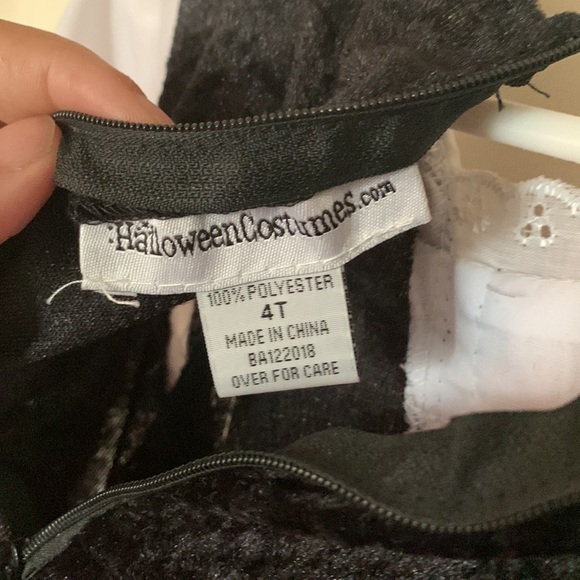 HalloweenCostumes.com
100% POLYESTER
4T
MADE IN CHINA
BA122018
OVER FOR CARE